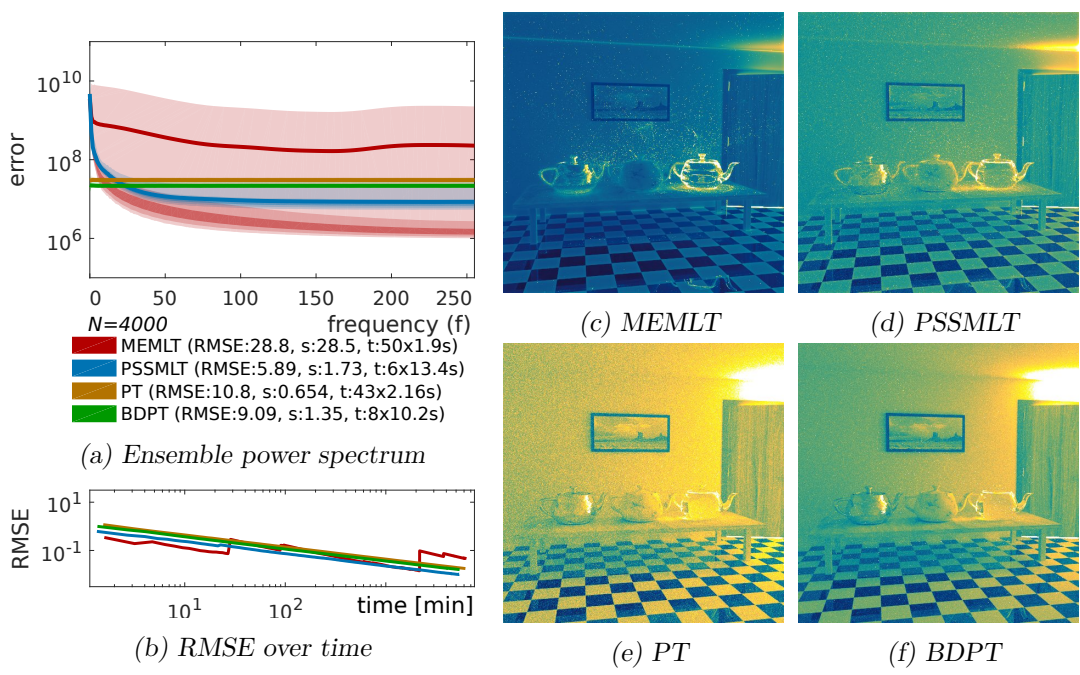 error
10^10
10^8
10^6
0 50 100 150 200 250
N=4000
frequency (f)
MEMLT (RMSE:28.8, s:28.5, t:50x1.9s)
PSSMLT (RMSE:5.89, s:1.73, t:6x13.4s)
PT (RMSE:10.8, s:0.654, t:43x2.16s)
BDPT (RMSE:9.09, s:1.35, t:8x10.2s)
(a) Ensemble power spectrum
RMSE
10^1
10^-1
10^1 10^2 time [min]
(b) RMSE over time
(c) MEMLT
(d) PSSMLT
(e) PT
(f) BDPT